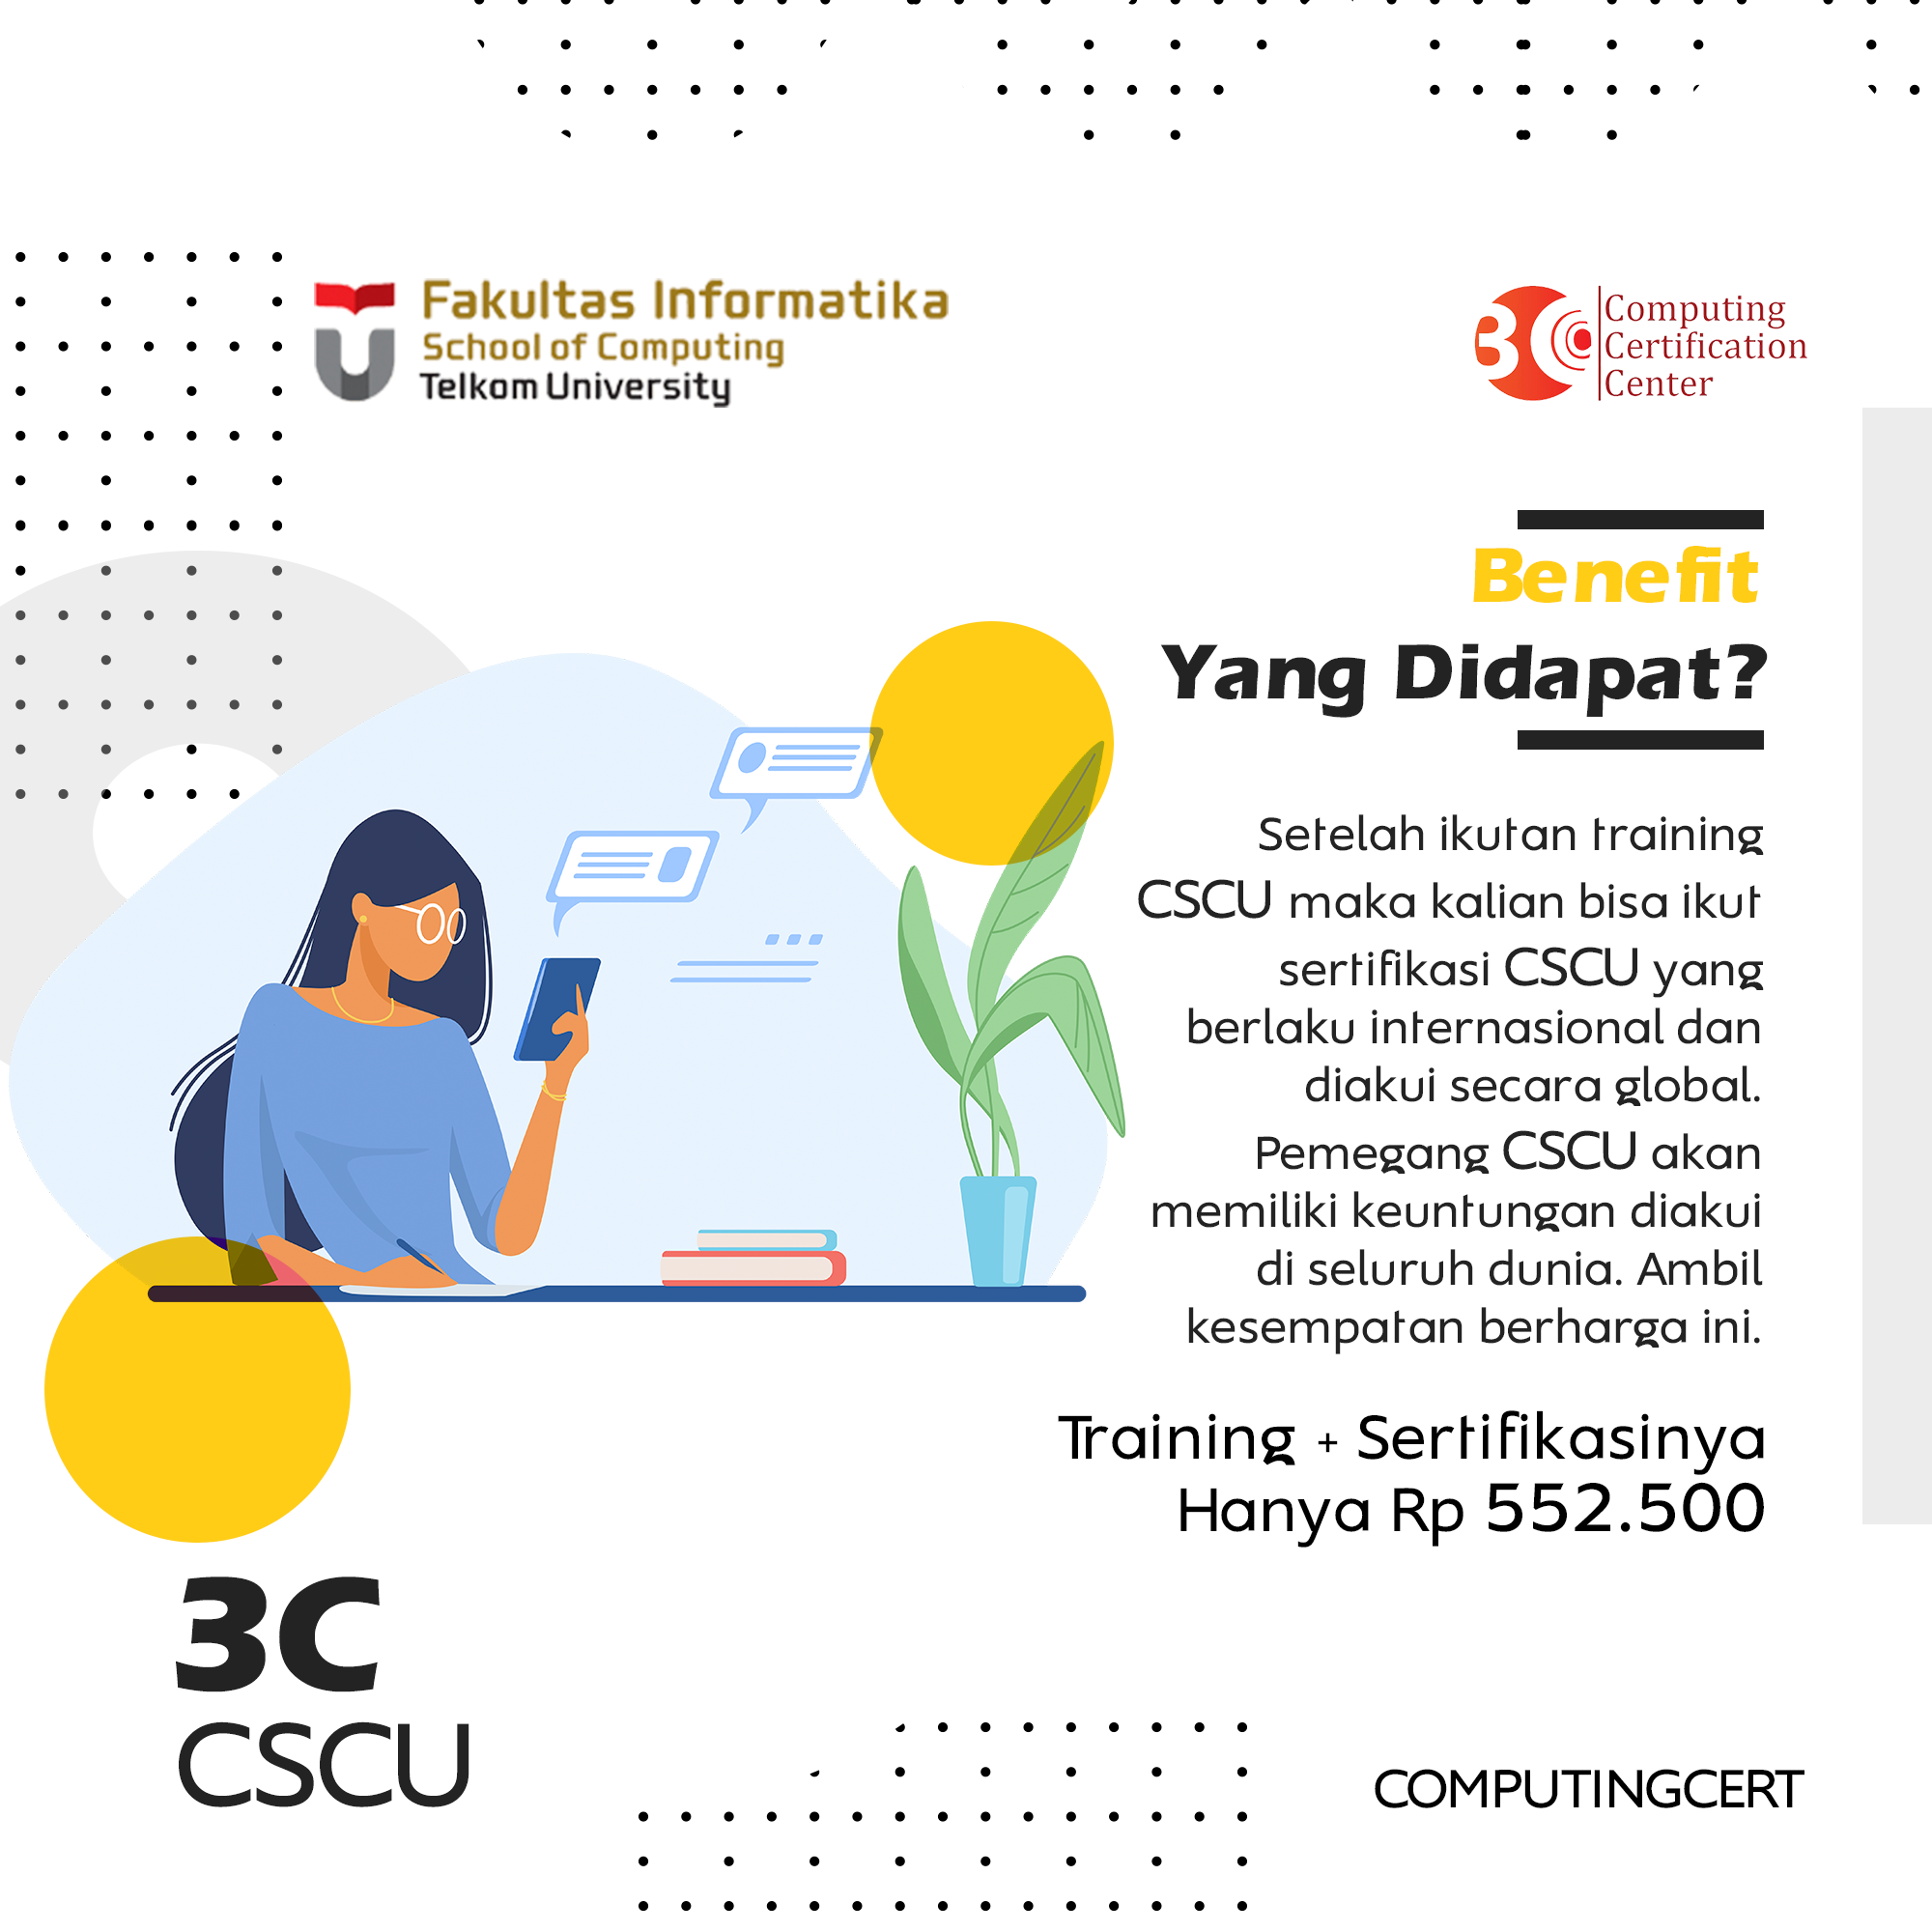 Fakultas Informatika
School of Computing
Telkom University
3C
Computing
Certification
Center
Benefit
Yang Didapat?
Setelah ikutan training
CSCU maka kalian bisa ikut
sertifikasi CSCU yang
berlaku internasional dan
diakui secara global.
Pemegang CSCU akan
memiliki keuntungan diakui
di seluruh dunia. Ambil
kesempatan berharga ini.
Training + Sertifikasinya
Hanya Rp 552.500
3C
CSCU
COMPUTINGCERT